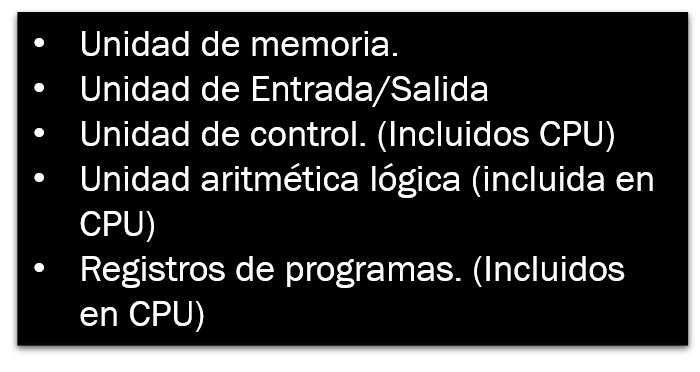 • Unidad de memoria.
• Unidad de Entrada/Salida
• Unidad de control. (Incluidos CPU)
• Unidad aritmética lógica (incluida en
CPU)
• Registros de programas. (Incluidos
en CPU)